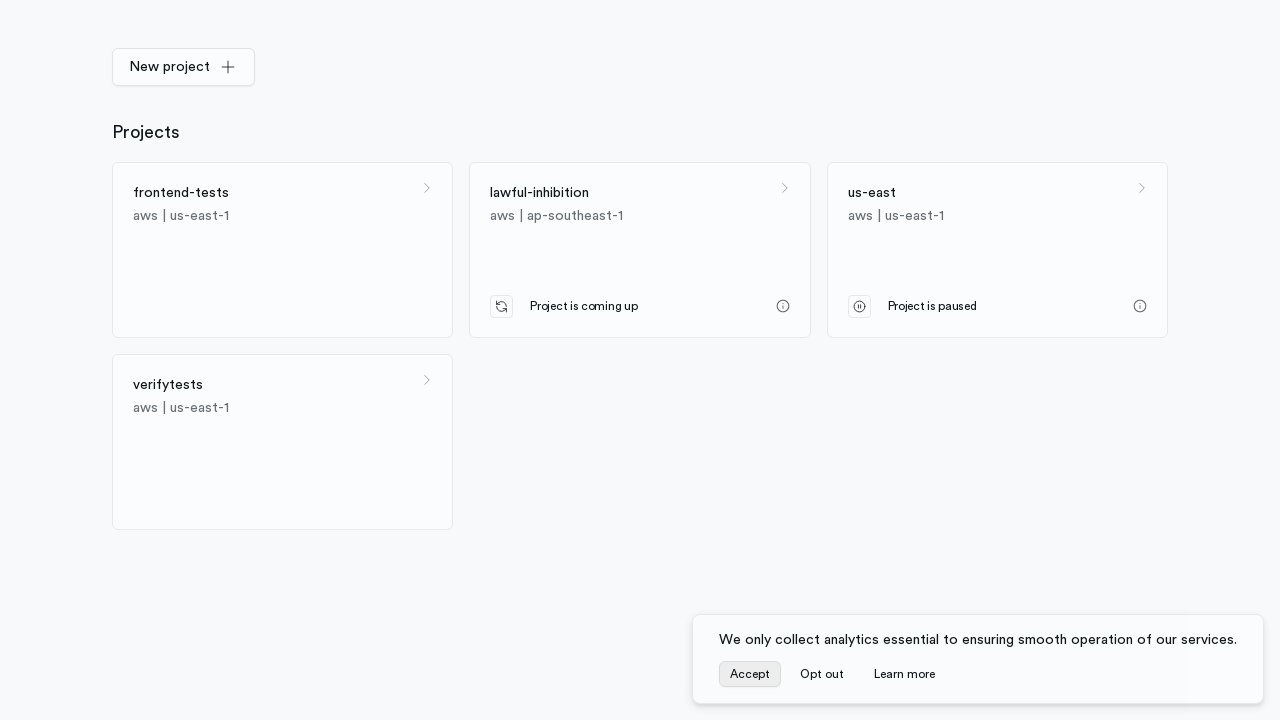 New project
Projects
frontend-tests
aws | us-east-1
lawful-inhibition
aws | ap-southeast-1
Project is coming up
us-east
aws | us-east-1
Project is paused
verifytests
aws | us-east-1
We only collect analytics essential to ensuring smooth operation of our services.
Accept
Opt out
Learn more